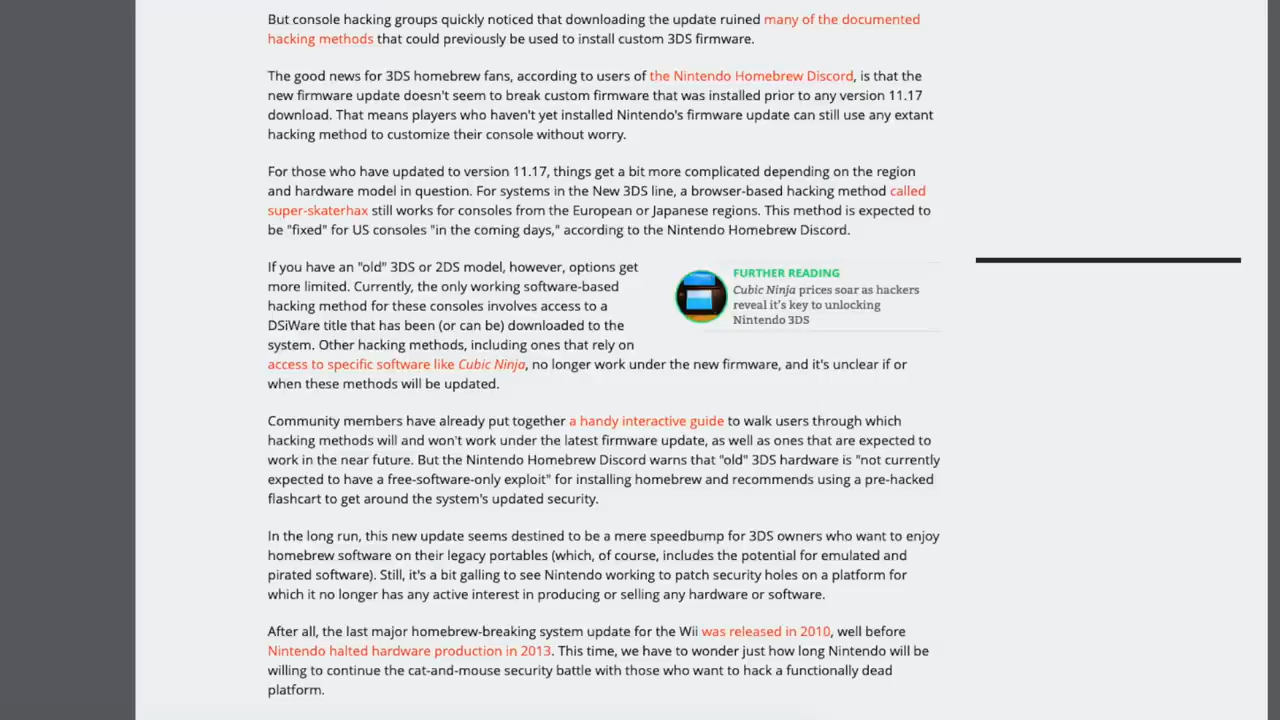 But console hacking groups quickly noticed that downloading the update ruined many of the documented
hacking methods that could previously be used to install custom 3DS firmware.
The good news for 3DS homebrew fans, according to users of the Nintendo Homebrew Discord, is that the
new firmware update doesn't seem to break custom firmware that was installed prior to any version 11.17
download. That means players who haven't yet installed Nintendo's firmware update can still use any extant
hacking method to customize their console without worry.
For those who have updated to version 11.17, things get a bit more complicated depending on the region
and hardware model in question. For systems in the New 3DS line, a browser-based hacking method called
super-skaterhax still works for consoles from the European or Japanese regions. This method is expected to
be "fixed" for US consoles "in the coming days," according to the Nintendo Homebrew Discord.
If you have an "old" 3DS or 2DS model, however, options get
more limited. Currently, the only working software-based
hacking method for these consoles involves access to a
DSiWare title that has been (or can be) downloaded to the
system. Other hacking methods, including ones that rely on
access to specific software like Cubic Ninja, no longer work under the new firmware, and it's unclear if or
when these methods will be updated.
FURTHER READING
Cubic Ninja prices soar as hackers
reveal it's key to unlocking
Nintendo 3DS
Community members have already put together a handy interactive guide to walk users through which
hacking methods will and won't work under the latest firmware update, as well as ones that are expected to
work in the near future. But the Nintendo Homebrew Discord warns that "old" 3DS hardware is "not currently
expected to have a free-software-only exploit" for installing homebrew and recommends using a pre-hacked
flashcart to get around the system's updated security.
In the long run, this new update seems destined to be a mere speedbump for 3DS owners who want to enjoy
homebrew software on their legacy portables (which, of course, includes the potential for emulated and
pirated software). Still, it's a bit galling to see Nintendo working to patch security holes on a platform for
which it no longer has any active interest in producing or selling any hardware or software.
After all, the last major homebrew-breaking system update for the Wii was released in 2010, well before
Nintendo halted hardware production in 2013. This time, we have to wonder just how long Nintendo will be
willing to continue the cat-and-mouse security battle with those who want to hack a functionally dead
platform.